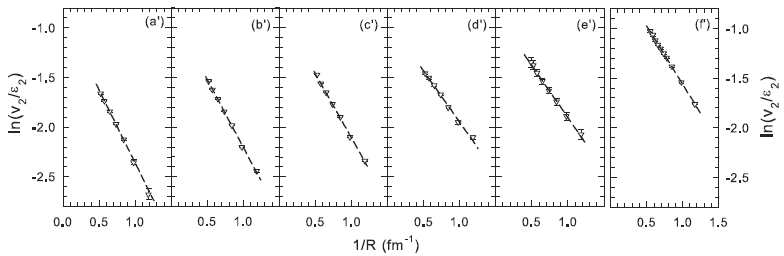 (a') (b') (c') (d') (e') (f')
-1.0 -1.0
-1.5 -1.5
-2.0 -2.0
-2.5 -2.5
ln(v₂/ε₂) ln(v₂/ε₂)
0.0 0.5 1.0 0.5 1.0 0.5 1.0 0.5 1.0 0.5 1.0 0.5 1.0 1.5
1/R (fm⁻¹)